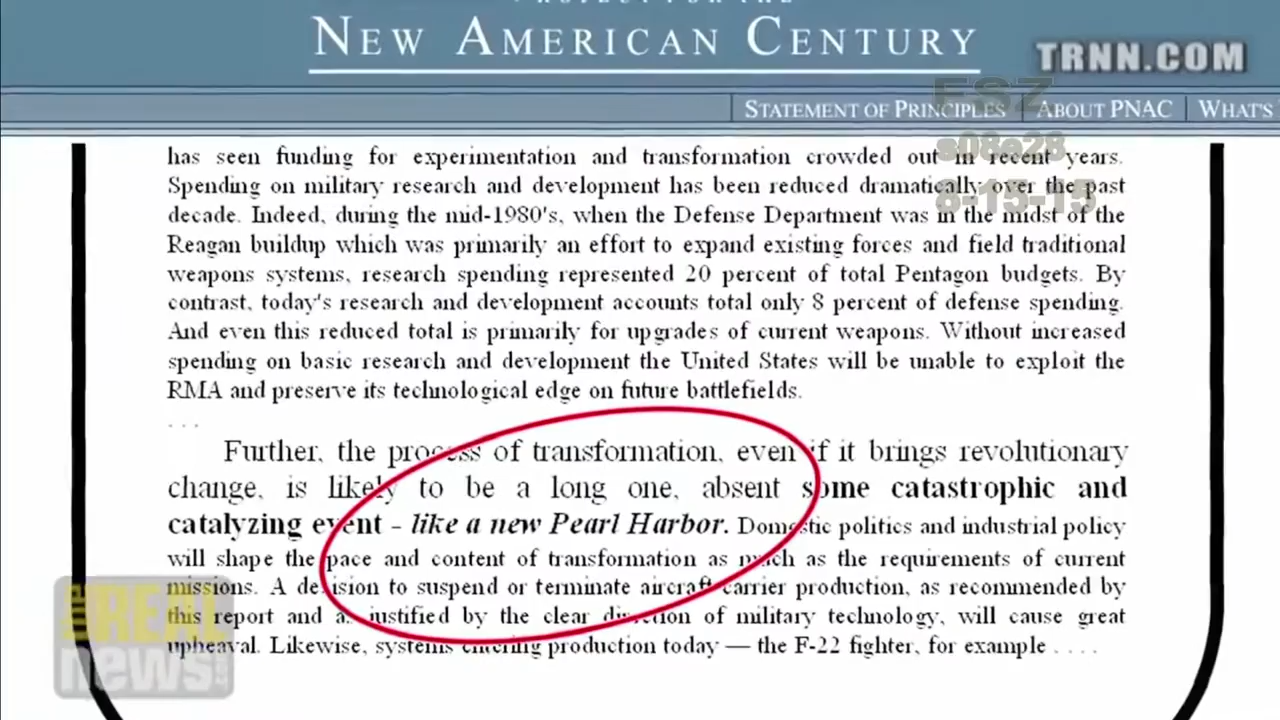 NEW AMERICAN CENTURY
TRNN.COM
FSZ
STATEMENT OF PRINCIPLES | ABOUT PNAC | WHAT'S
s08e28
8-15-15
has seen funding for experimentation and transformation crowded out in recent years.
Spending on military research and development has been reduced dramatically over the past
decade. Indeed, during the mid-1980's, when the Defense Department was in the midst of the
Reagan buildup which was primarily an effort to expand existing forces and field traditional
weapons systems, research spending represented 20 percent of total Pentagon budgets. By
contrast, today's research and development accounts total only 8 percent of defense spending.
And even this reduced total is primarily for upgrades of current weapons. Without increased
spending on basic research and development the United States will be unable to exploit the
RMA and preserve its technological edge on future battlefields.
. . .
Further, the process of transformation, even if it brings revolutionary
change, is likely to be a long one, absent some catastrophic and
catalyzing event - like a new Pearl Harbor. Domestic politics and industrial policy
will shape the pace and content of transformation as much as the requirements of current
missions. A decision to suspend or terminate aircraft carrier production, as recommended by
this report and as justified by the clear direction of military technology, will cause great
upheaval. Likewise, systems entering production today — the F-22 fighter, for example . . . .
the REAL
news.com